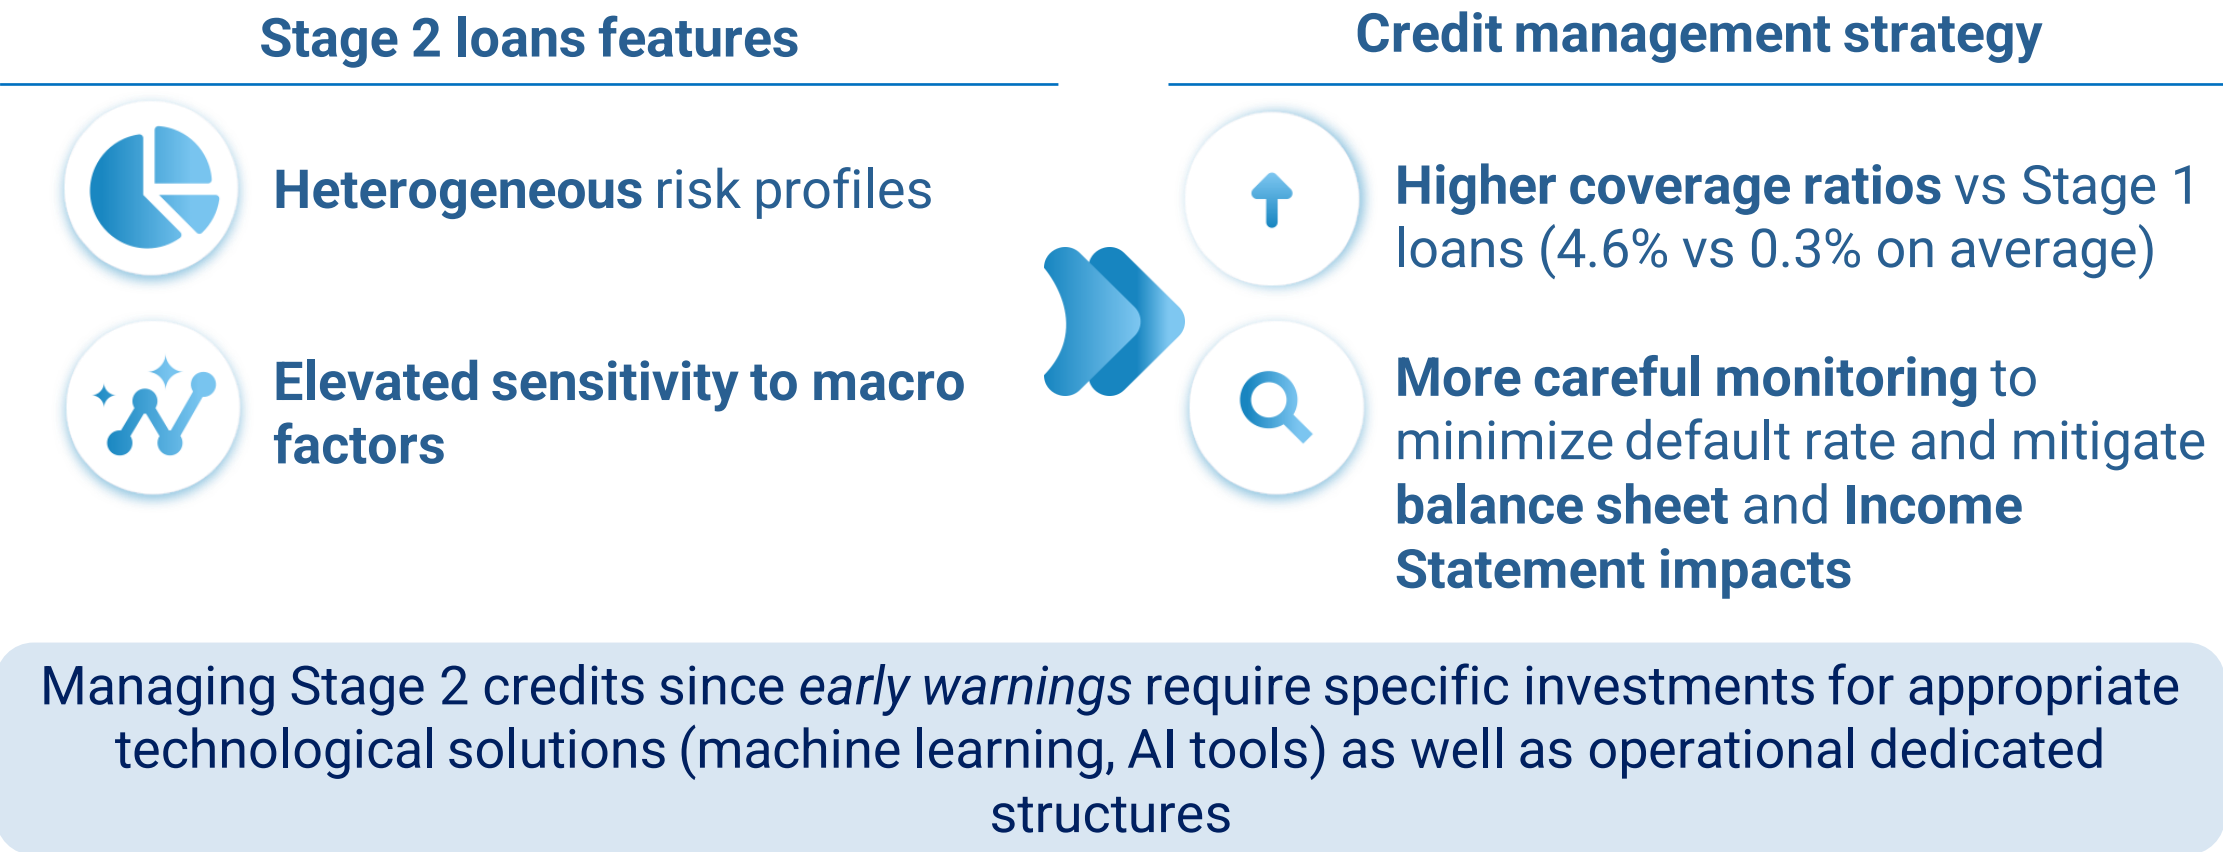 Stage 2 loans features
Heterogeneous risk profiles
Elevated sensitivity to macro
factors
Credit management strategy
Higher coverage ratios vs Stage 1
loans (4.6% vs 0.3% on average)
More careful monitoring to
minimize default rate and mitigate
balance sheet and Income
Statement impacts
Managing Stage 2 credits since early warnings require specific investments for appropriate
technological solutions (machine learning, AI tools) as well as operational dedicated
structures